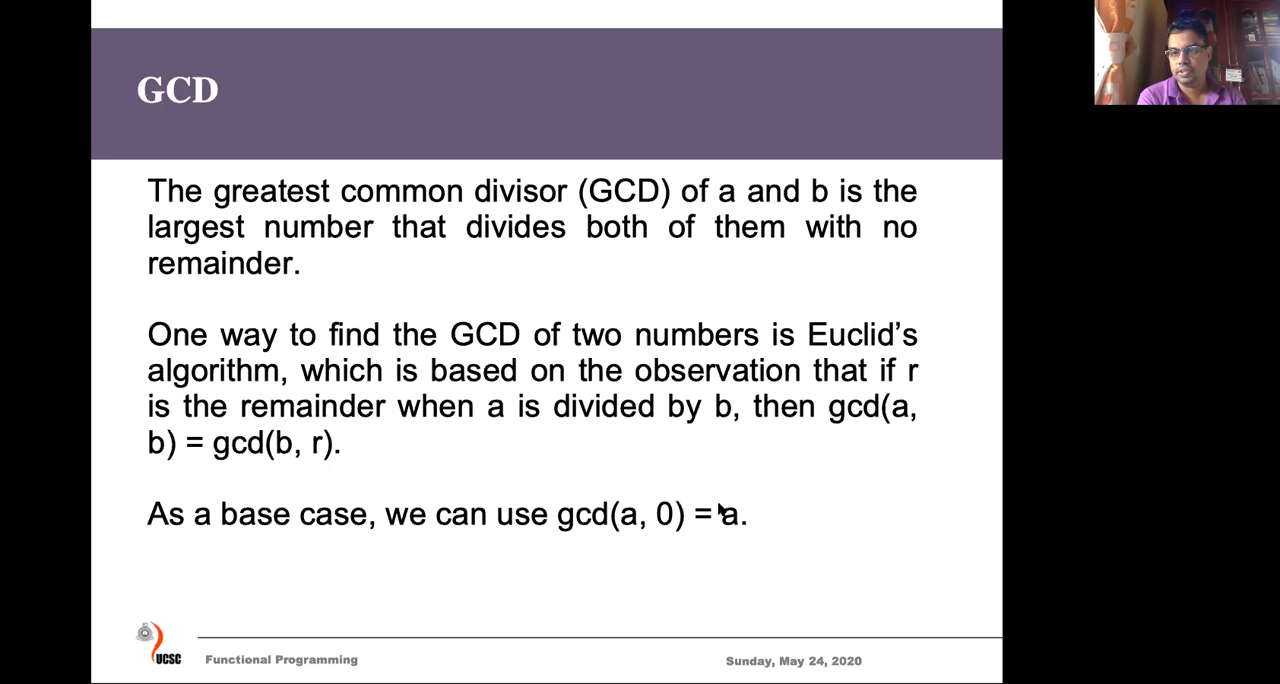 GCD
The greatest common divisor (GCD) of a and b is the
largest number that divides both of them with no
remainder.
One way to find the GCD of two numbers is Euclid’s
algorithm, which is based on the observation that if r
is the remainder when a is divided by b, then gcd(a,
b) = gcd(b, r).
As a base case, we can use gcd(a, 0) = a.
UCSC
Functional Programming
Sunday, May 24, 2020